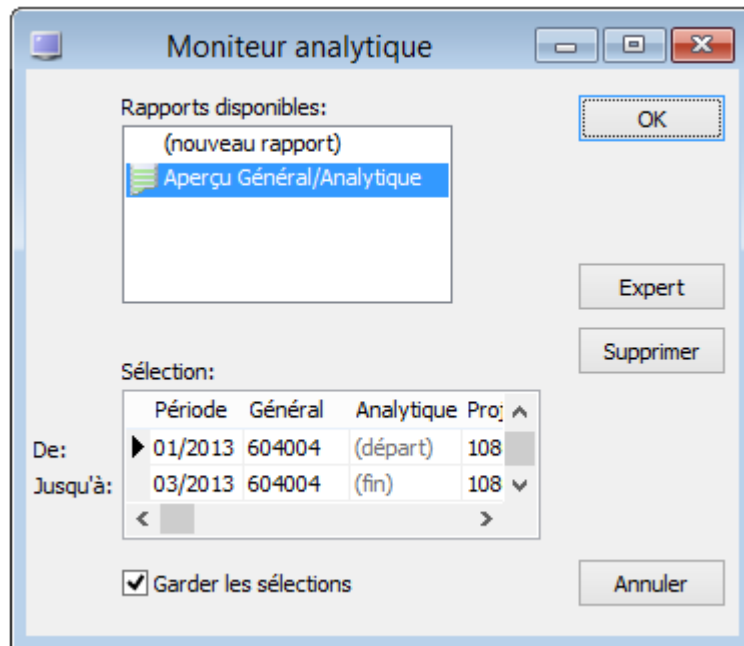 Moniteur analytique
Rapports disponibles:
(nouveau rapport)
Aperçu Général/Analytique
OK
Expert
Supprimer
Sélection:
Période Général Analytique Proj
De: 01/2013 604004 (départ) 108
Jusqu'à: 03/2013 604004 (fin) 108
Garder les sélections
Annuler